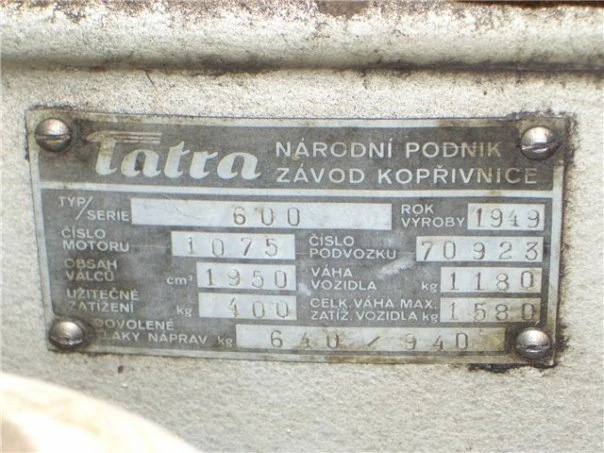 Tatra NÁRODNÍ PODNIK
ZÁVOD KOPŘIVNICE
TYP/SERIE 600 ROK VÝROBY 1949
ČÍSLO MOTORU 1075 ČÍSLO PODVOZKU 70923
OBSAH VÁLCŮ cm³ 1950 VÁHA VOZIDLA kg 1180
UŽITEČNÉ ZATÍŽENÍ kg 400 CELK. VÁHA MAX. ZATÍŽ. VOZIDLA kg 1580
POVOLENÉ TLAKY NÁPRAV kg 640 / 940